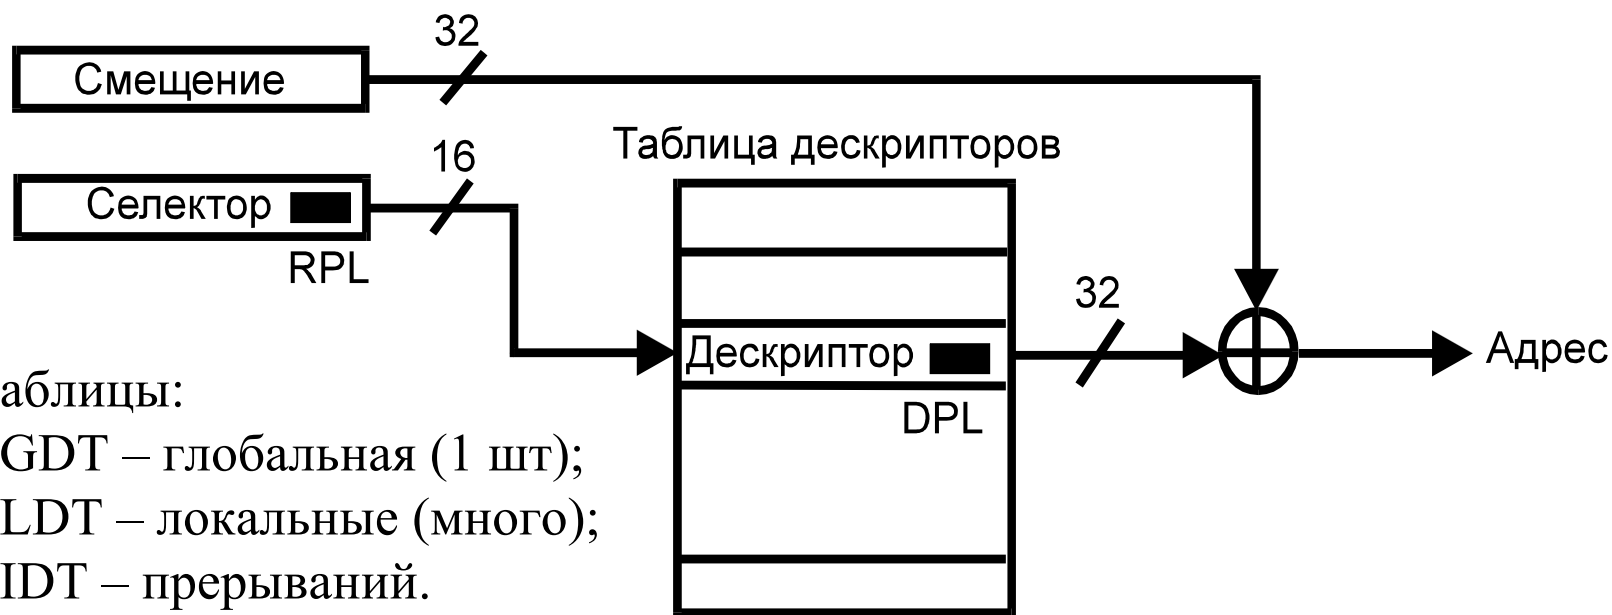 32
Смещение
Таблица дескрипторов
16
Селектор
RPL
32
Дескриптор
Адрес
DPL
аблицы:
GDT – глобальная (1 шт);
LDT – локальные (много);
IDT – прерываний.